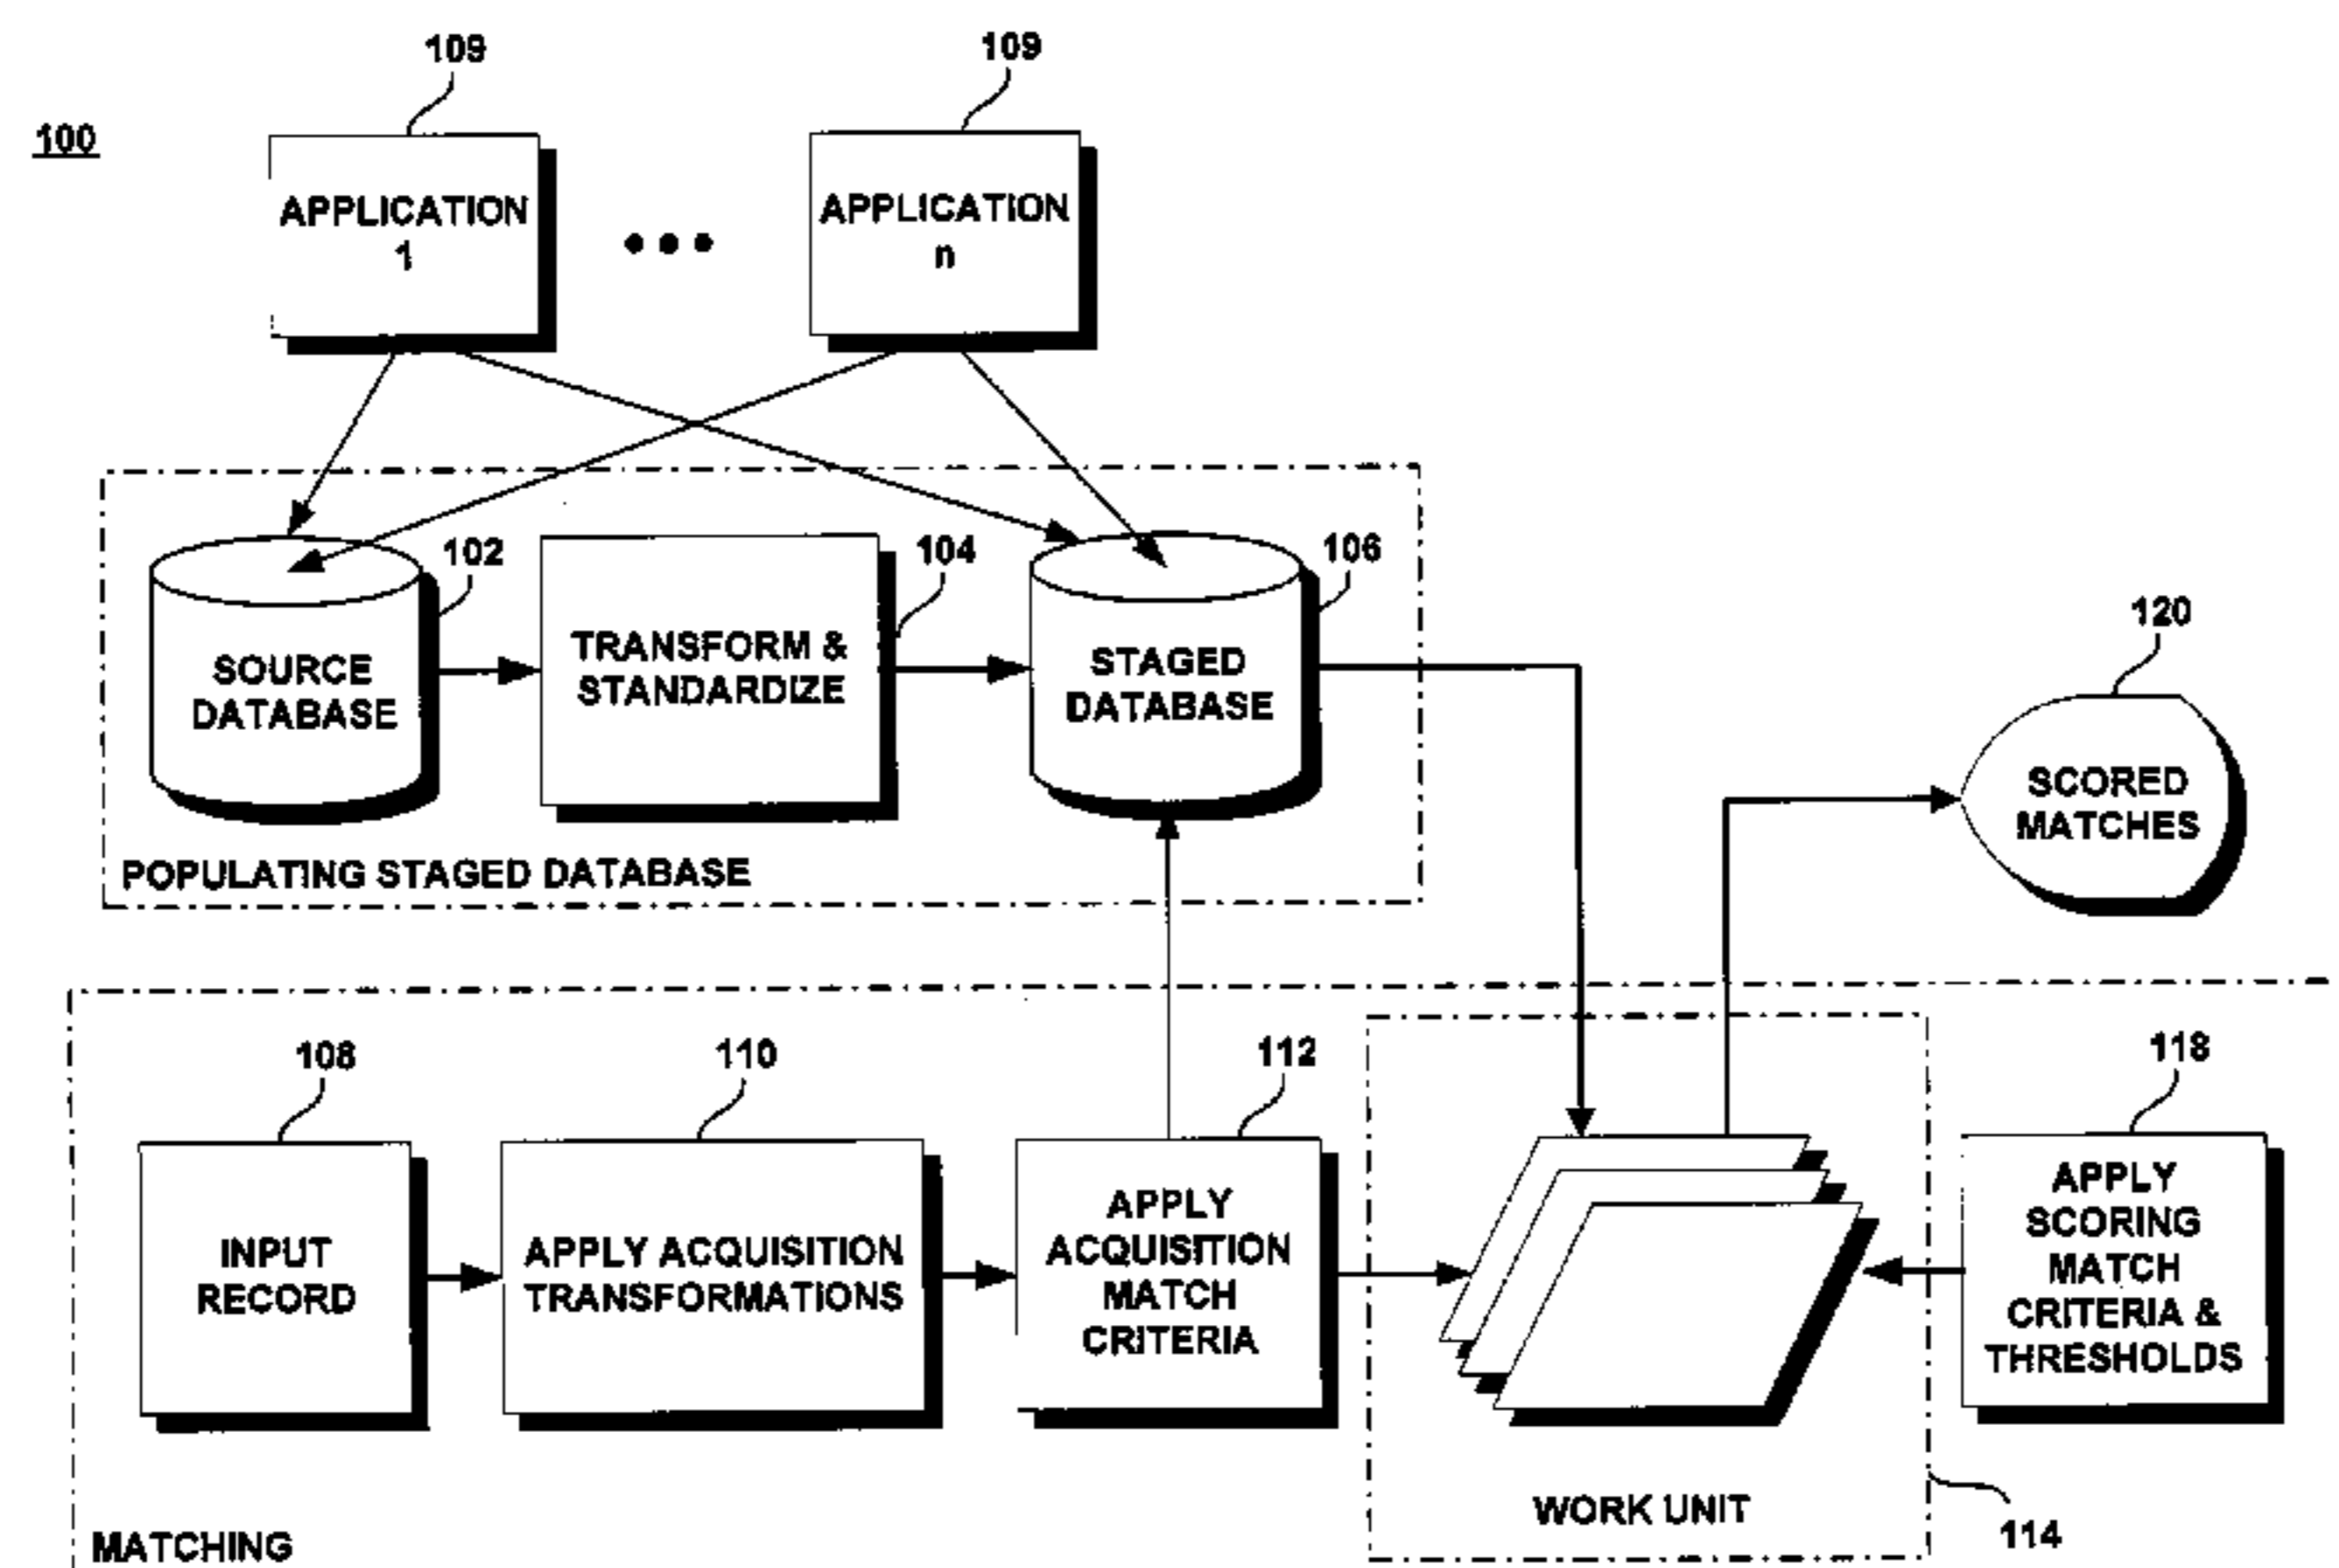 109
109
100
APPLICATION
1
•••
APPLICATION
n
102
104
106
SOURCE
DATABASE
TRANSFORM &
STANDARDIZE
STAGED
DATABASE
120
SCORED
MATCHES
POPULATING STAGED DATABASE
108
110
112
118
INPUT
RECORD
APPLY ACQUISITION
TRANSFORMATIONS
APPLY
ACQUISITION
MATCH
CRITERIA
APPLY
SCORING
MATCH
CRITERIA &
THRESHOLDS
WORK UNIT
114
MATCHING